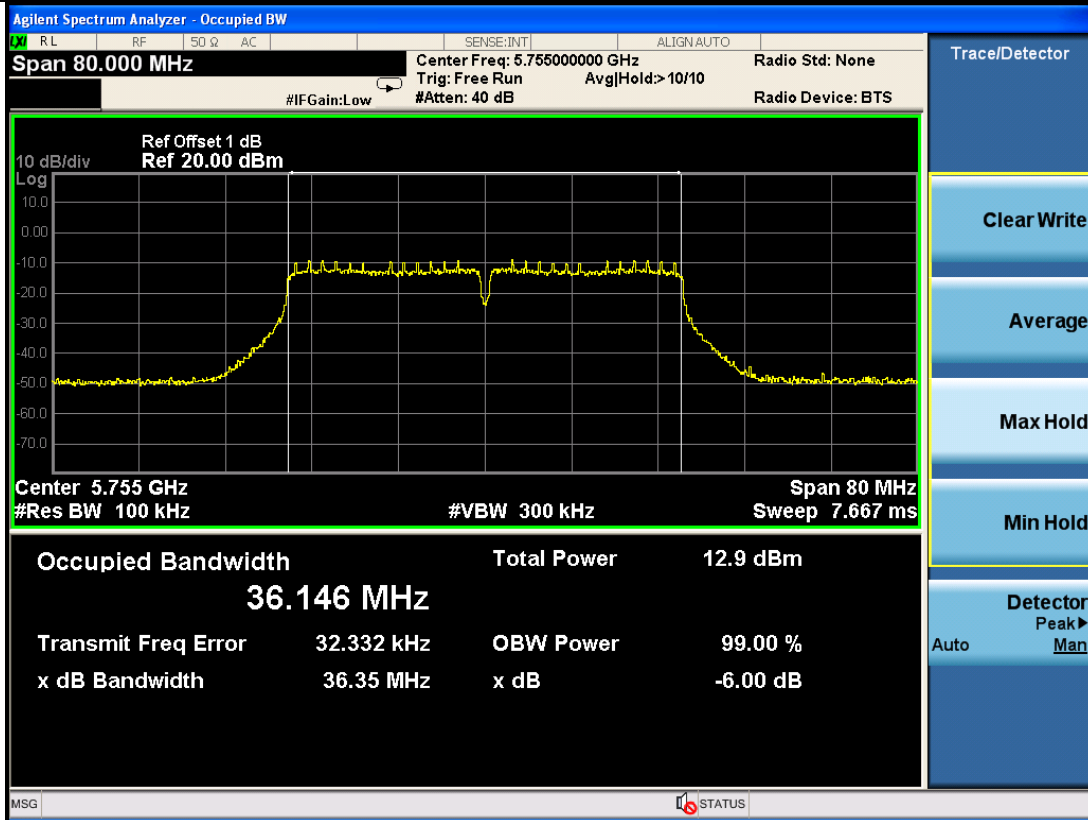 Agilent Spectrum Analyzer - Occupied BW
LXI RL RF 50 Ω AC SENSE:INT ALIGN AUTO
Span 80.000 MHz
Center Freq: 5.755000000 GHz Radio Std: None
Trig: Free Run Avg|Hold:> 10/10
#IFGain:Low #Atten: 40 dB Radio Device: BTS
Ref Offset 1 dB
10 dB/div Ref 20.00 dBm
Log
10.0
0.00
-10.0
-20.0
-30.0
-40.0
-50.0
-60.0
-70.0
Center 5.755 GHz Span 80 MHz
#Res BW 100 kHz #VBW 300 kHz Sweep 7.667 ms
Occupied Bandwidth Total Power 12.9 dBm
36.146 MHz
Transmit Freq Error 32.332 kHz OBW Power 99.00 %
x dB Bandwidth 36.35 MHz x dB -6.00 dB
Trace/Detector
Clear Write
Average
Max Hold
Min Hold
Detector
Peak▶
Auto Man
MSG STATUS